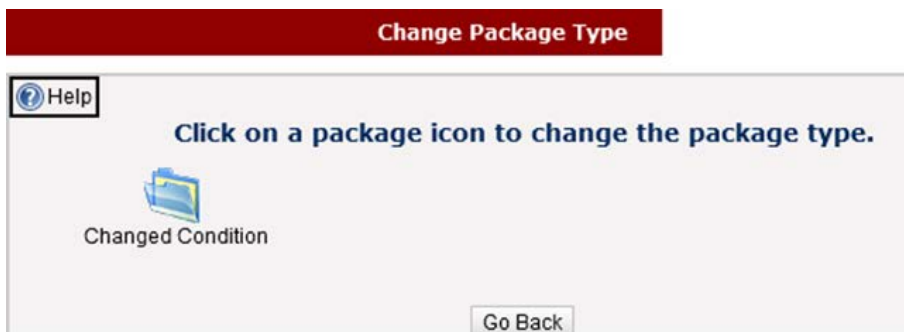 Change Package Type
Help
Click on a package icon to change the package type.
Changed Condition
Go Back